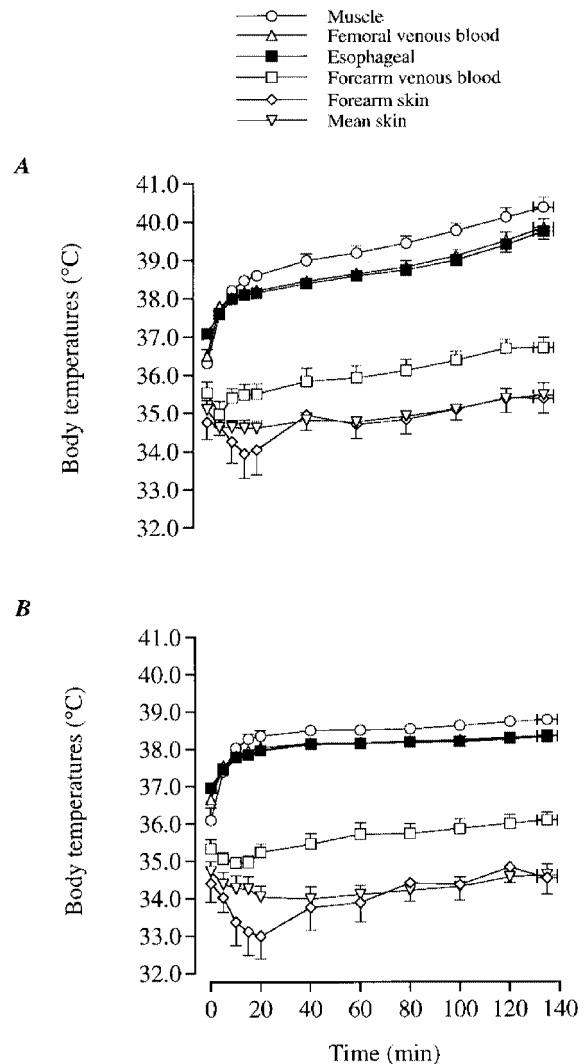 Muscle
Femoral venous blood
Esophageal
Forearm venous blood
Forearm skin
Mean skin
A
41.0
40.0
39.0
38.0
37.0
36.0
35.0
34.0
33.0
32.0
Body temperatures (°C)
B
41.0
40.0
39.0
38.0
37.0
36.0
35.0
34.0
33.0
32.0
Body temperatures (°C)
0 20 40 60 80 100 120 140
Time (min)